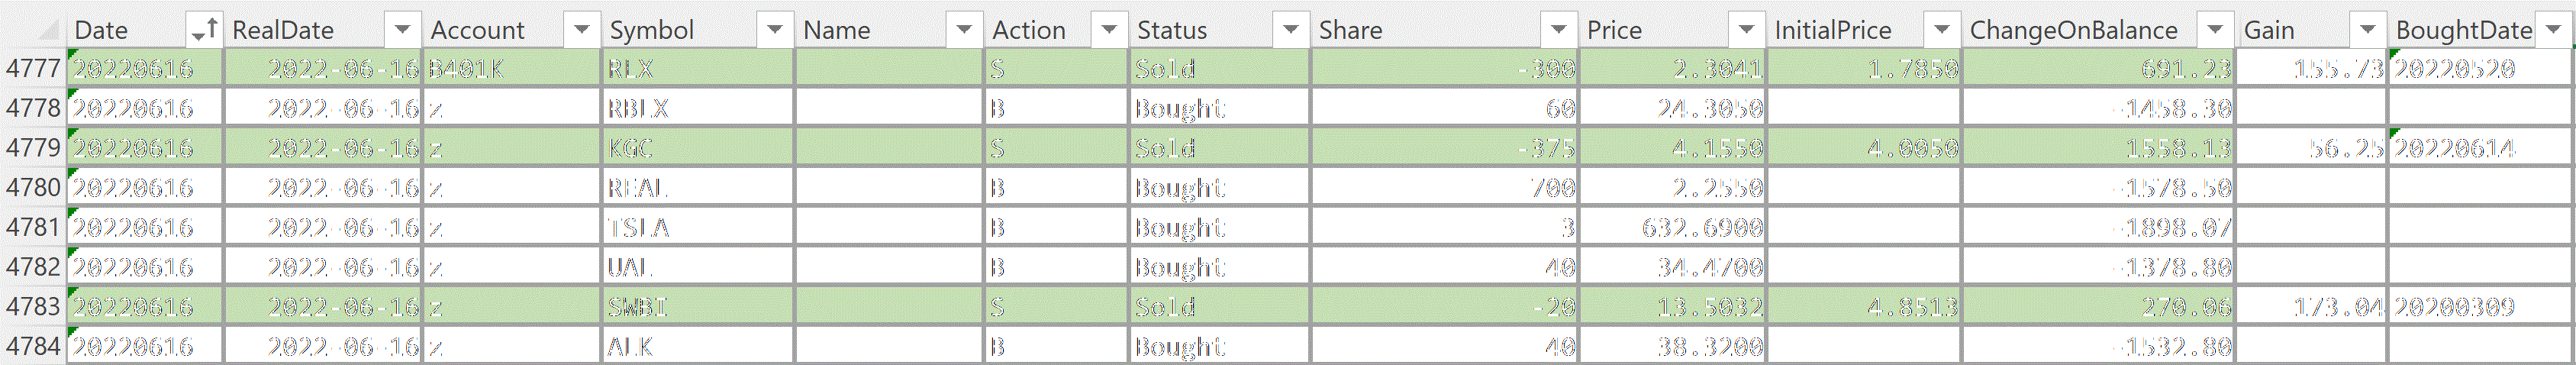 Date RealDate Account Symbol Name Action Status Share Price InitialPrice ChangeOnBalance Gain BoughtDate
4777 20220616 2022-06-16 B401K RLX S Sold -300 2.3041 1.7850 691.23 155.73 20220520
4778 20220616 2022-06-16 z RBLX B Bought 60 24.3050 -1458.30
4779 20220616 2022-06-16 z KGC S Sold -375 4.1550 4.0050 1558.13 56.25 20220614
4780 20220616 2022-06-16 z REAL B Bought 700 2.2550 -1578.50
4781 20220616 2022-06-16 z TSLA B Bought 3 632.6900 -1898.07
4782 20220616 2022-06-16 z UAL B Bought 40 34.4700 -1378.80
4783 20220616 2022-06-16 z SWBI S Sold -20 13.5032 4.8513 270.06 173.04 20200309
4784 20220616 2022-06-16 z ALK B Bought 40 38.3200 -1532.80